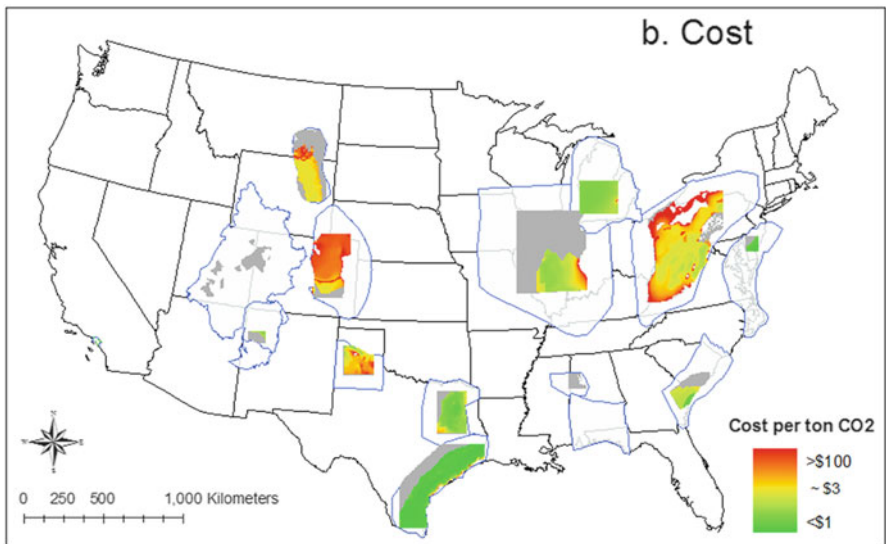 b. Cost
N
W
E
S
Cost per ton CO2
>$100
~ $3
<$1
0 250 500 1,000 Kilometers